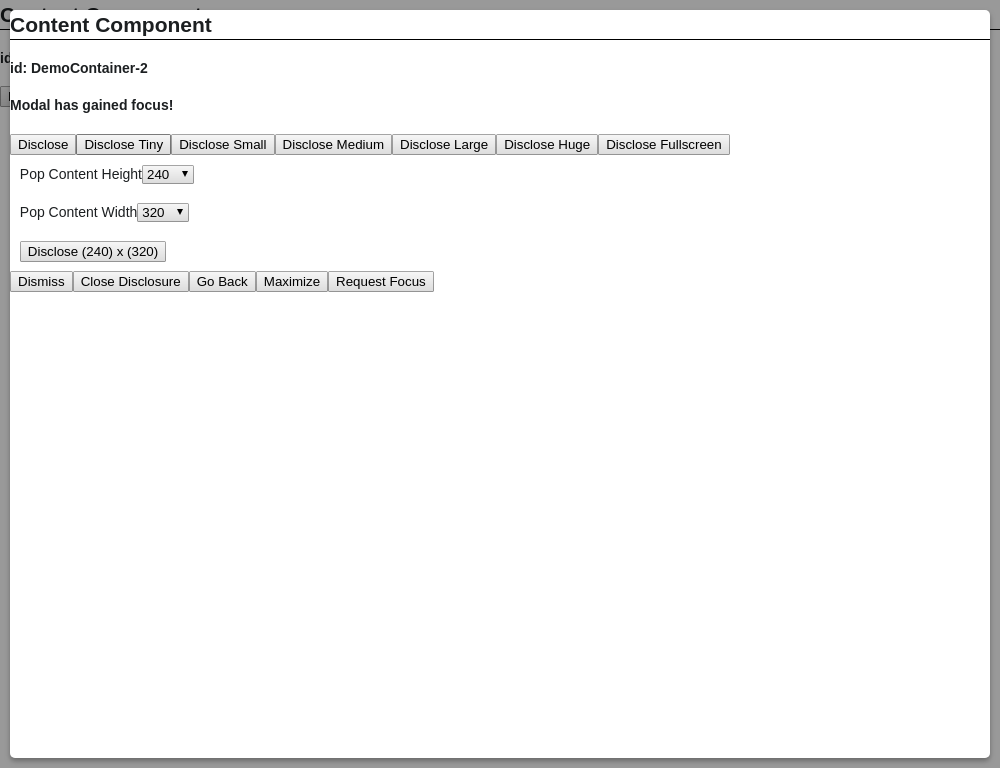 Content Component
id: DemoContainer-2
Modal has gained focus!
Disclose Disclose Tiny Disclose Small Disclose Medium Disclose Large Disclose Huge Disclose Fullscreen
Pop Content Height 240
Pop Content Width 320
Disclose (240) x (320)
Dismiss Close Disclosure Go Back Maximize Request Focus